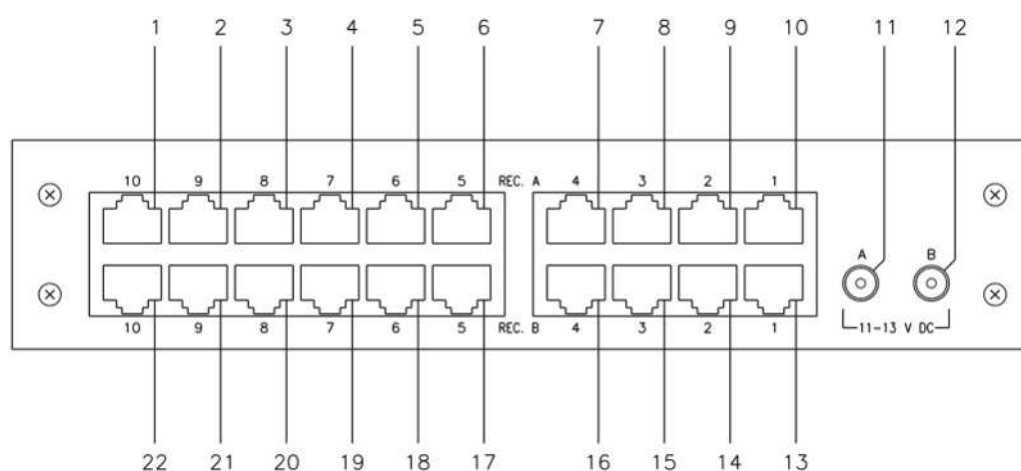 1 2 3 4 5 6 7 8 9 10 11 12
10 9 8 7 6 5 REC. A 4 3 2 1
A B
10 9 8 7 6 5 REC. B 4 3 2 1
11-13 V DC
22 21 20 19 18 17 16 15 14 13